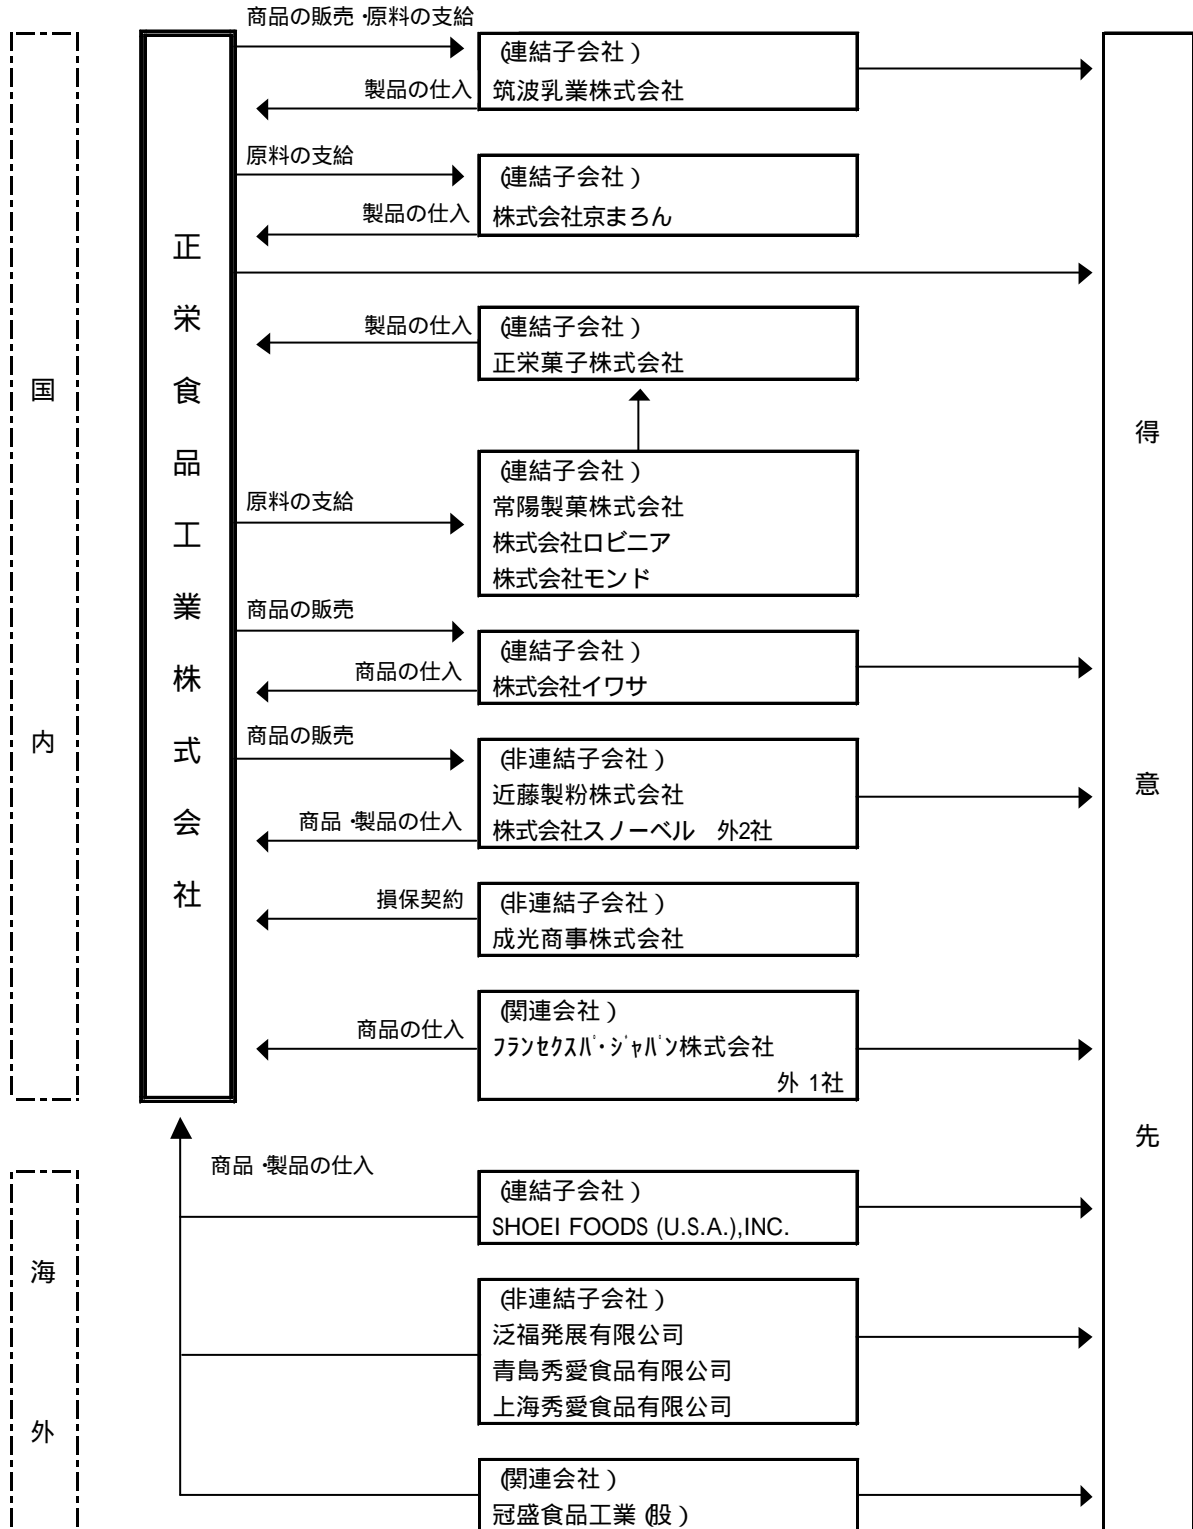 商品の販売・原料の支給
(連結子会社)
製品の仕入
筑波乳業株式会社
原料の支給
(連結子会社)
製品の仕入
株式会社京まろん
正栄食品工業株式会社
国内
製品の仕入
(連結子会社)
正栄菓子株式会社
得意先
原料の支給
(連結子会社)
常陽製菓株式会社
株式会社ロビニア
株式会社モンド
商品の販売
(連結子会社)
商品の仕入
株式会社イワサ
商品の販売
(非連結子会社)
近藤製粉株式会社
商品・製品の仕入
株式会社スノーベル 外2社
損保契約
(非連結子会社)
成光商事株式会社
(関連会社)
商品の仕入
フランセクスパ・ジャパン株式会社
外 1社
商品・製品の仕入
(連結子会社)
SHOEI FOODS (U.S.A.),INC.
海外
(非連結子会社)
泛福発展有限公司
青島秀愛食品有限公司
上海秀愛食品有限公司
(関連会社)
冠盛食品工業(股)